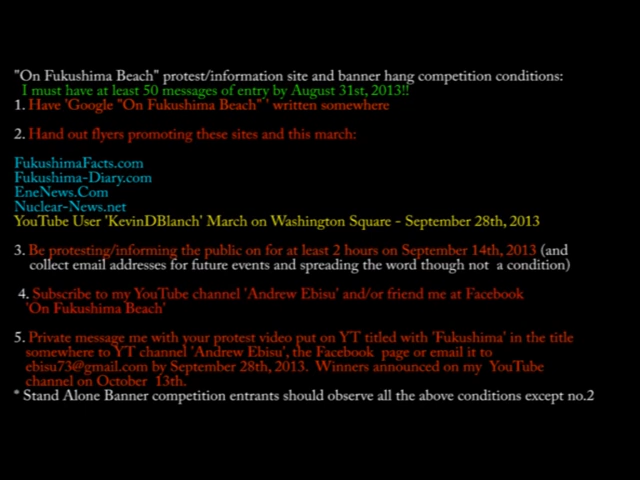 "On Fukushima Beach" protest/information site and banner hang competition conditions:
I must have at least 50 messages of entry by August 31st, 2013!!
1. Have 'Google "On Fukushima Beach" ' written somewhere
2. Hand out flyers promoting these sites and this march:
FukushimaFacts.com
Fukushima-Diary.com
EneNews.Com
Nuclear-News.net
YouTube User 'KevinDBlanch' March on Washington Square - September 28th, 2013
3. Be protesting/informing the public on for at least 2 hours on September 14th, 2013 (and
collect email addresses for future events and spreading the word though not a condition)
4. Subscribe to my YouTube channel 'Andrew Ebisu' and/or friend me at Facebook
'On Fukushima Beach'
5. Private message me with your protest video put on YT titled with 'Fukushima' in the title
somewhere to YT channel 'Andrew Ebisu', the Facebook page or email it to
ebisu73@gmail.com by September 28th, 2013. Winners announced on my YouTube
channel on October 13th.
* Stand Alone Banner competition entrants should observe all the above conditions except no.2